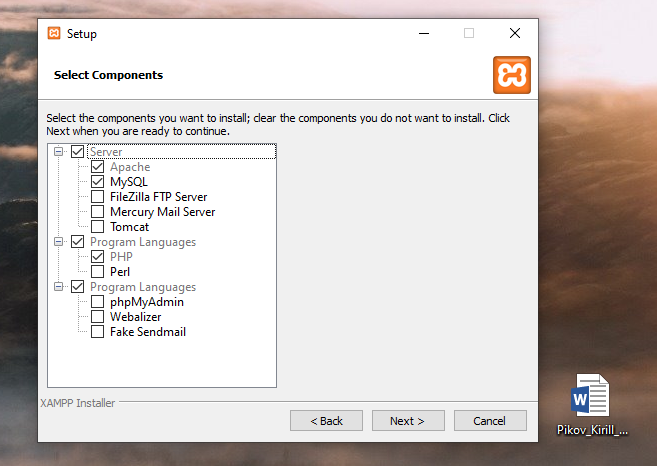 Setup
Select Components
Select the components you want to install; clear the components you do not want to install. Click
Next when you are ready to continue.
Server
Apache
MySQL
FileZilla FTP Server
Mercury Mail Server
Tomcat
Program Languages
PHP
Perl
Program Languages
phpMyAdmin
Webalizer
Fake Sendmail
XAMPP Installer
< Back
Next >
Cancel
W
Pikov_Kirill_...